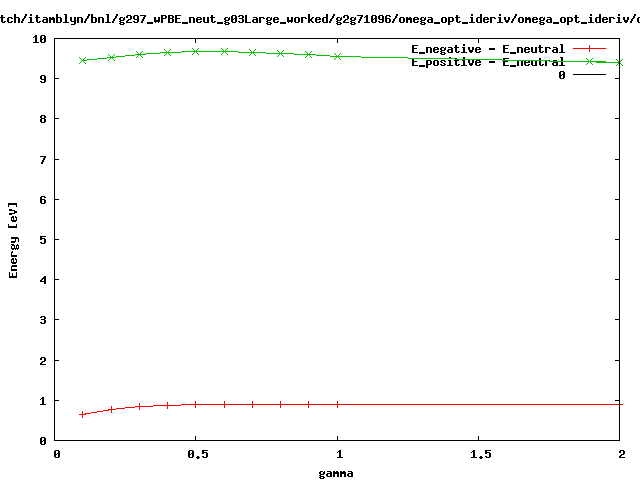 tch/itamblyn/bnl/g297_wPBE_neut_g03Large_worked/g2g71096/omega_opt_ideriv/omega_opt_ideriv/o
E_negative - E_neutral
E_positive - E_neutral
0
10
9
8
7
6
5
4
3
2
1
0
Energy [eV]
0 0.5 1 1.5 2
gamma